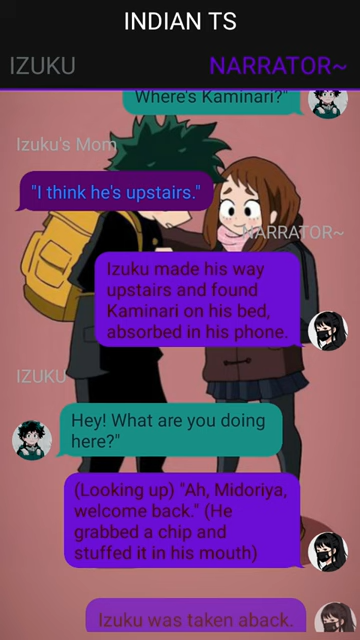 INDIAN TS
IZUKU
NARRATOR~
Where's Kaminari?"
Izuku's Mom
"I think he's upstairs."
NARRATOR~
Izuku made his way
upstairs and found
Kaminari on his bed,
absorbed in his phone.
IZUKU
Hey! What are you doing
here?"
(Looking up) "Ah, Midoriya,
welcome back." (He
grabbed a chip and
stuffed it in his mouth)
Izuku was taken aback.